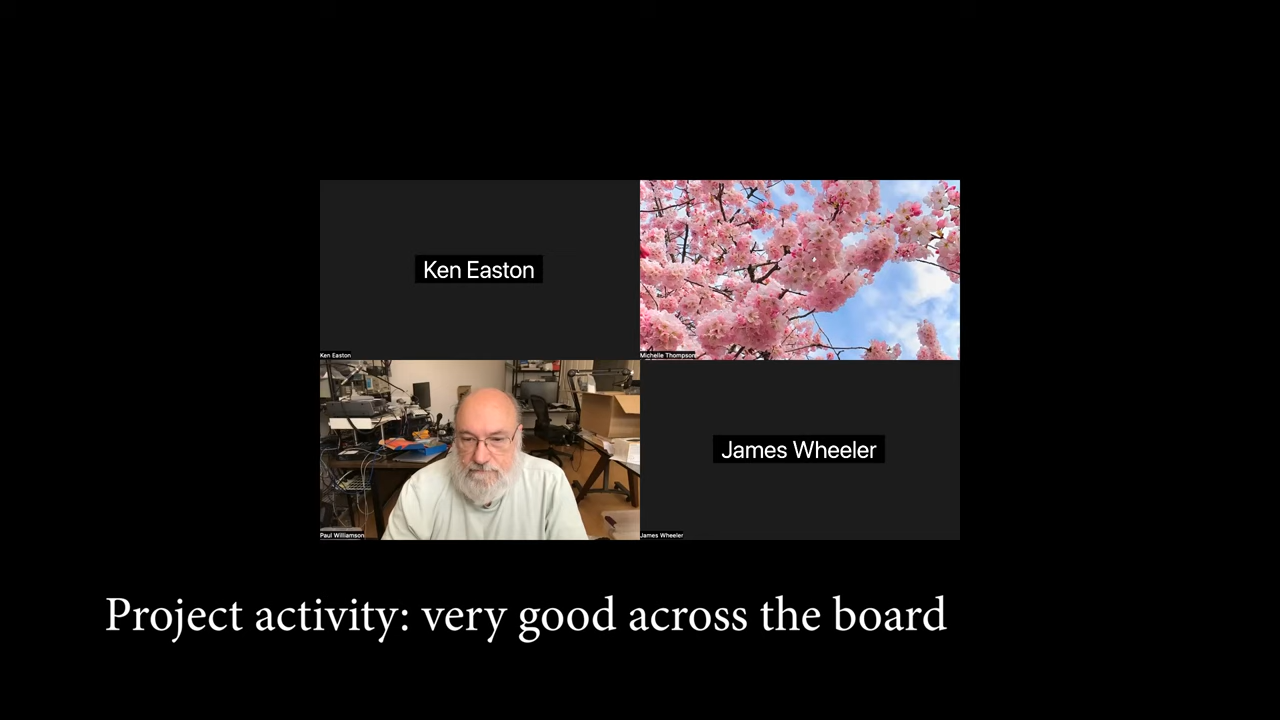 Ken Easton
Ken Easton
Michelle Thompson
Paul Williamson
James Wheeler
James Wheeler
Project activity: very good across the board